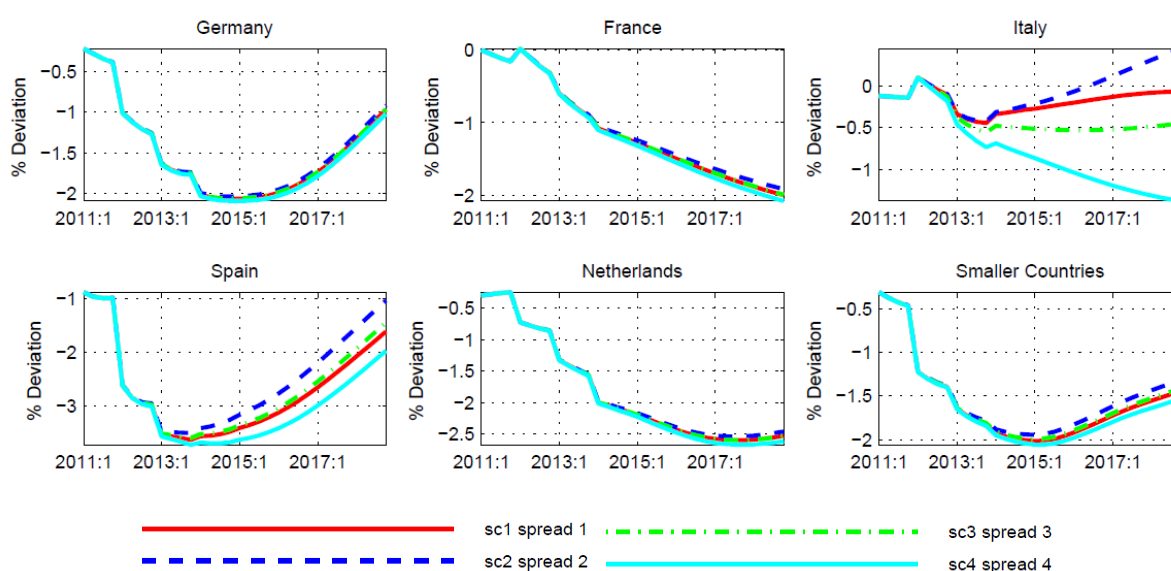 Germany
France
Italy
% Deviation
−0.5
−1
−1.5
−2
2011:1 2013:1 2015:1 2017:1
% Deviation
0
−1
−2
2011:1 2013:1 2015:1 2017:1
% Deviation
0
−0.5
−1
2011:1 2013:1 2015:1 2017:1
Spain
Netherlands
Smaller Countries
% Deviation
−1
−2
−3
2011:1 2013:1 2015:1 2017:1
% Deviation
−0.5
−1
−1.5
−2
−2.5
2011:1 2013:1 2015:1 2017:1
% Deviation
−0.5
−1
−1.5
−2
2011:1 2013:1 2015:1 2017:1
sc1 spread 1
sc3 spread 3
sc2 spread 2
sc4 spread 4